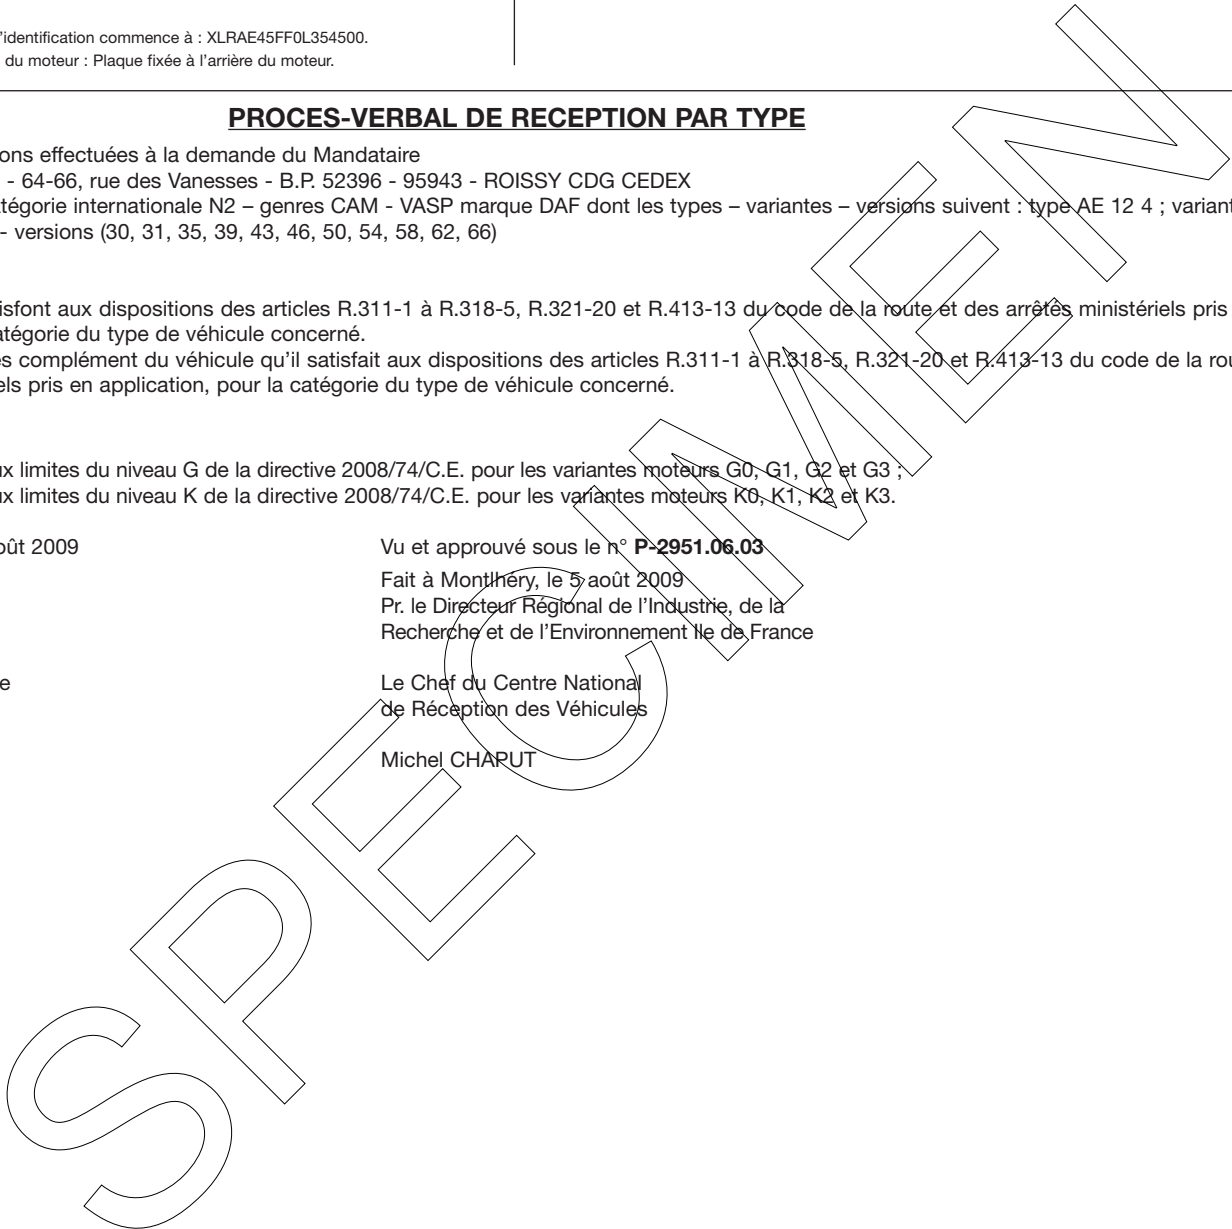 ’identification commence à : XLRAE45FF0L354500.
du moteur : Plaque fixée à l’arrière du moteur.
PROCES-VERBAL DE RECEPTION PAR TYPE
ons effectuées à la demande du Mandataire
- 64-66, rue des Vanesses - B.P. 52396 - 95943 - ROISSY CDG CEDEX
atégorie internationale N2 – genres CAM - VASP marque DAF dont les types – variantes – versions suivent : type AE 12 4 ; variant
- versions (30, 31, 35, 39, 43, 46, 50, 54, 58, 62, 66)
isfont aux dispositions des articles R.311-1 à R.318-5, R.321-20 et R.413-13 du code de la route et des arrêtés ministériels pris
atégorie du type de véhicule concerné.
es complément du véhicule qu’il satisfait aux dispositions des articles R.311-1 à R.318-5, R.321-20 et R.413-13 du code de la rou
els pris en application, pour la catégorie du type de véhicule concerné.
ux limites du niveau G de la directive 2008/74/C.E. pour les variantes moteurs G0, G1, G2 et G3 ;
ux limites du niveau K de la directive 2008/74/C.E. pour les variantes moteurs K0, K1, K2 et K3.
oût 2009
Vu et approuvé sous le n° P-2951.06.03
Fait à Montlhéry, le 5 août 2009
Pr. le Directeur Régional de l’Industrie, de la
Recherche et de l’Environnement Ile de France
e
Le Chef du Centre National
de Réception des Véhicules
Michel CHAPUT
SPECIMEN